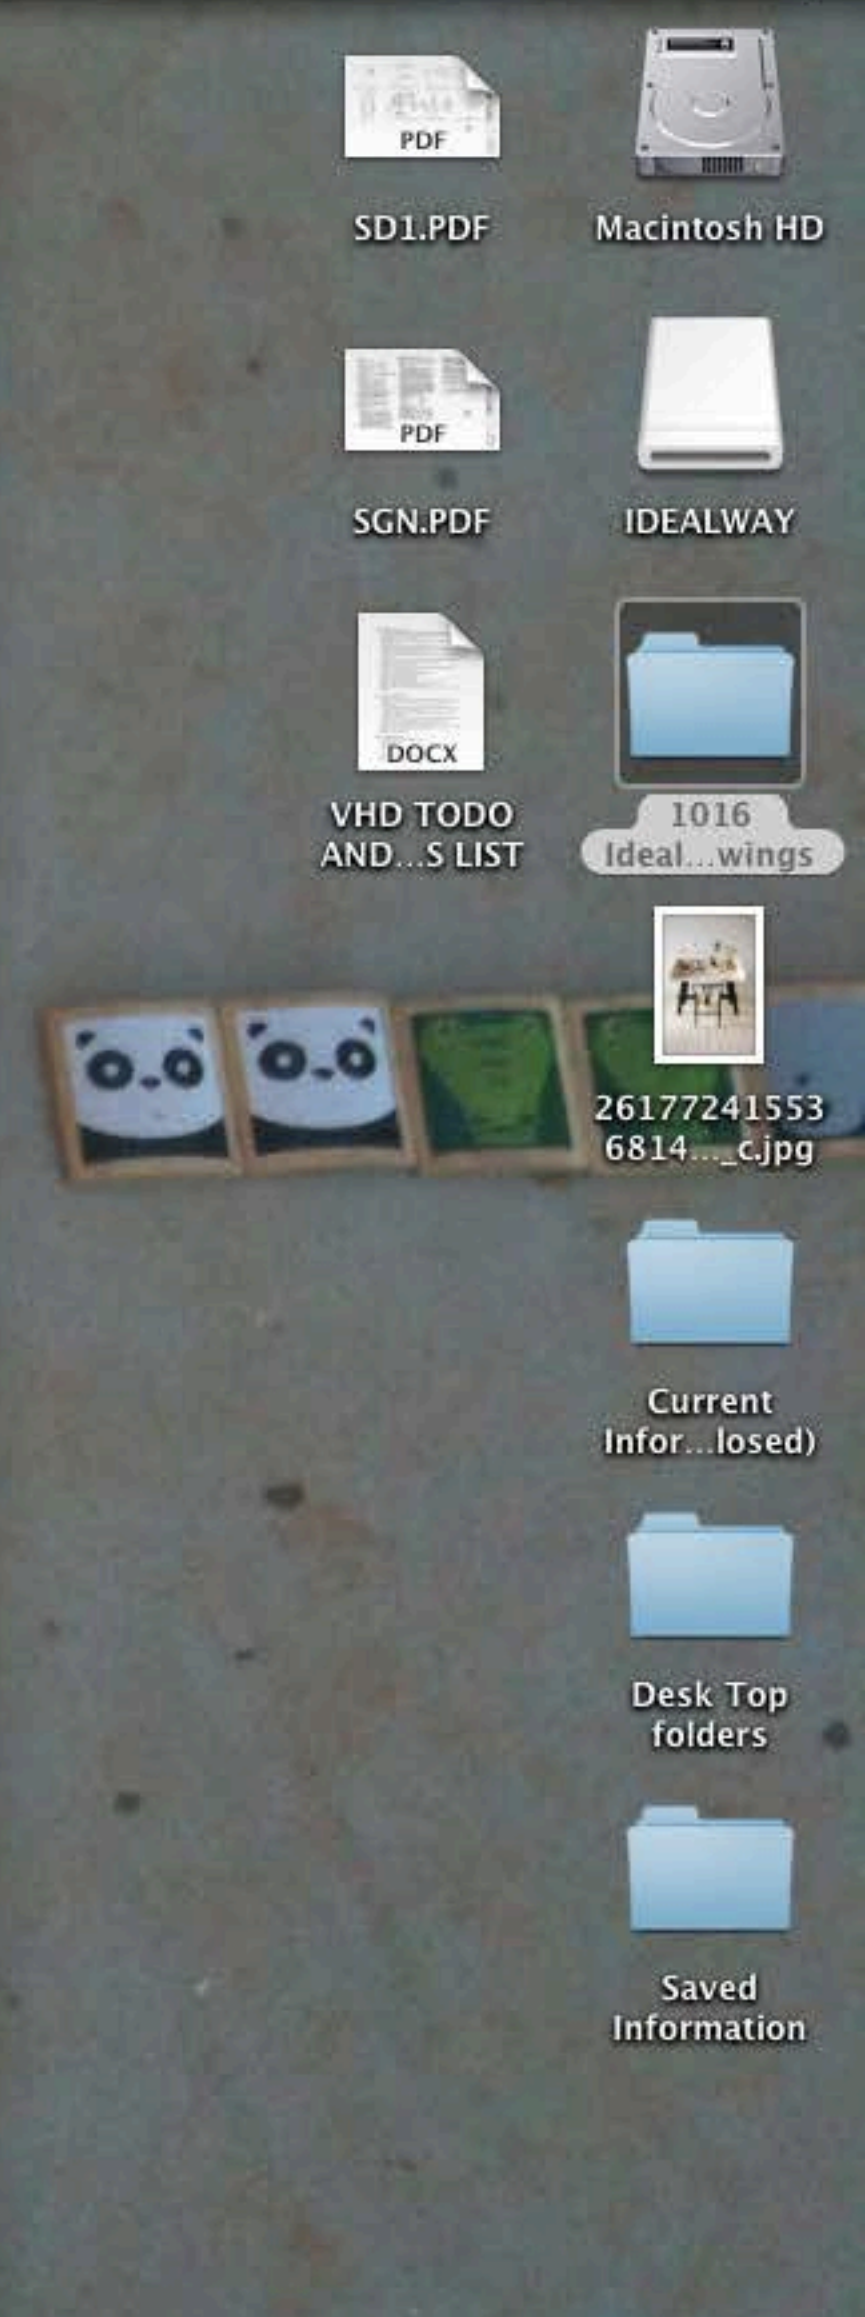 PDF
SD1.PDF
Macintosh HD
PDF
SGN.PDF
IDEALWAY
DOCX
VHD TODO
AND...S LIST
1016
Ideal...wings
26177241553
6814..._c.jpg
Current
Infor...losed)
Desk Top
folders
Saved
Information